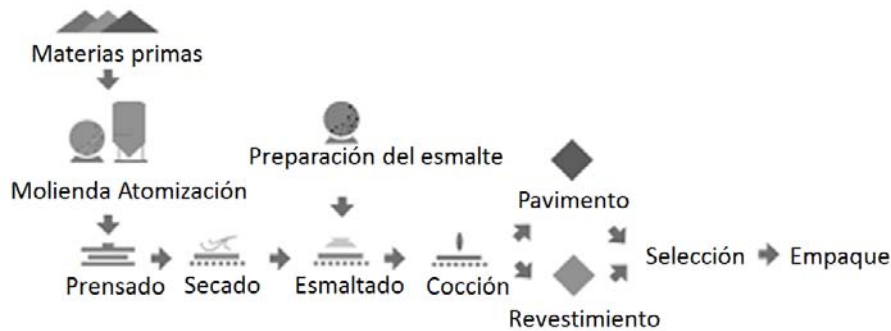 Materias primas
Molienda Atomización
Preparación del esmalte
Prensado
Secado
Esmaltado
Cocción
Pavimento
Revestimiento
Selección
Empaque